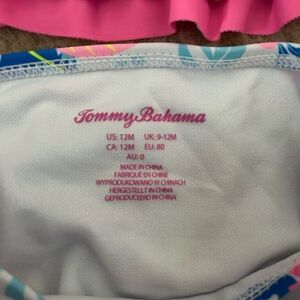 Tommy Bahama
US: 12M UK: 9-12M
CA: 12M EU: 80
AU: 0
MADE IN CHINA
FABRIQUÉ EN CHINE
WYPRODUKOWANO W CHINACH
HERGESTELLT IN CHINA
GEPRODUCEERD IN CHINA